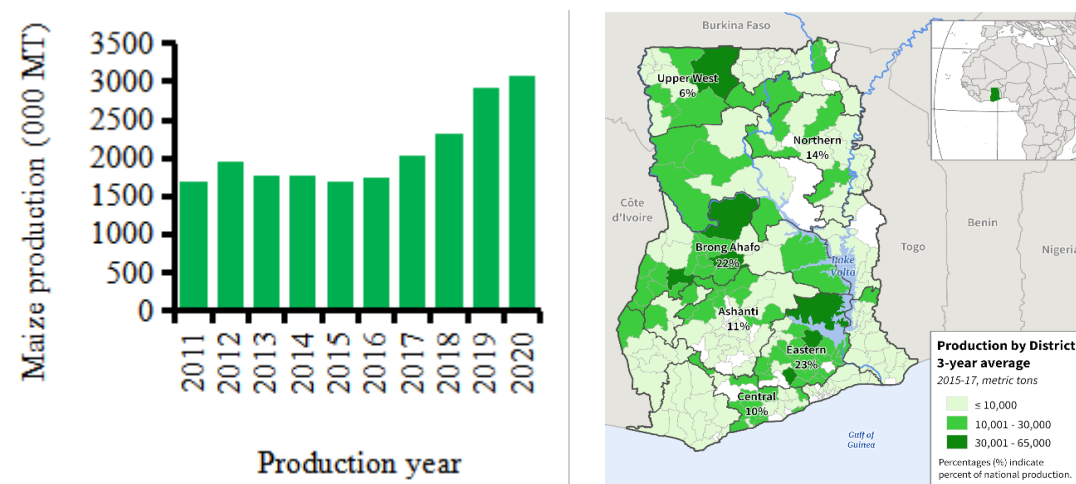 Maize production (000 MT)
3500
3000
2500
2000
1500
1000
500
0
2011
2012
2013
2014
2015
2016
2017
2018
2019
2020
Production year
Burkina Faso
Upper West
6%
Northern
14%
Côte
d'Ivoire
Benin
Togo
Nigeria
Brong Ahafo
22%
Lake
Volta
Ashanti
11%
Eastern
23%
Central
10%
Gulf of
Guinea
Production by District
3-year average
2015-17, metric tons
≤ 10,000
10,001 - 30,000
30,001 - 65,000
Percentages (%) indicate
percent of national production.